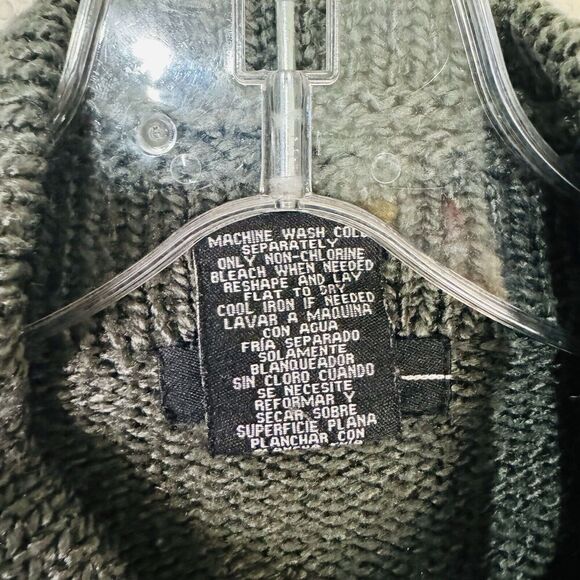 MACHINE WASH COLD
SEPARATELY
ONLY NON-CHLORINE
BLEACH WHEN NEEDED
RESHAPE AND LAY
FLAT TO DRY
COOL IRON IF NEEDED
LAVAR A MAQUINA
CON AGUA
FRÍA SEPARADO
SOLAMENTE
BLANQUEADOR
SIN CLORO CUANDO
SE NECESITE
REFORMAR Y
SECAR SOBRE
SUPERFICIE PLANA
PLANCHAR CON